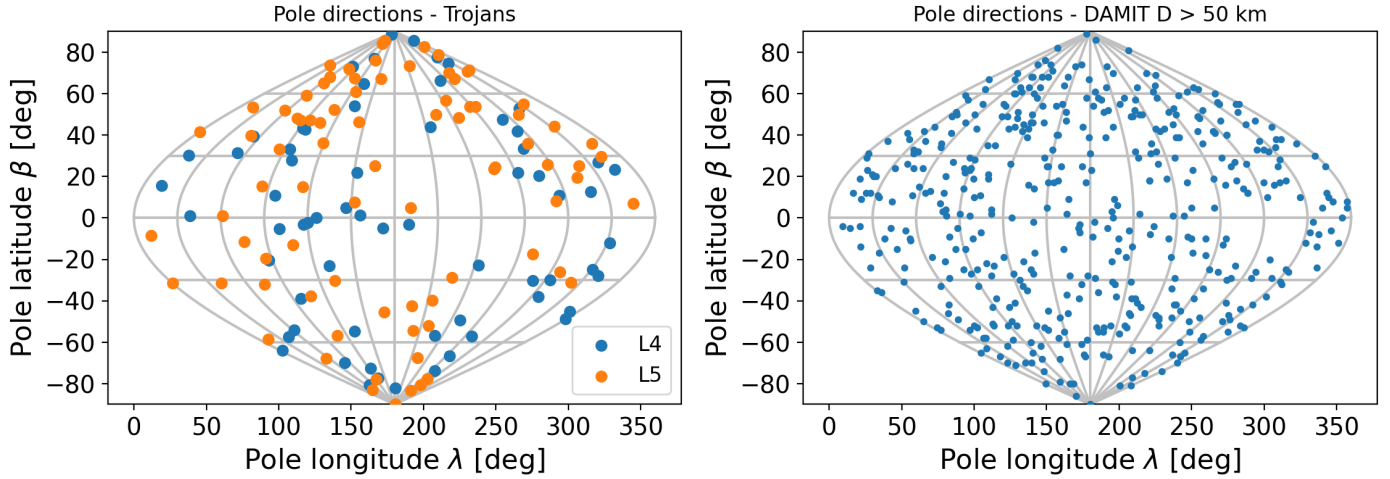 Pole directions - Trojans
80
60
40
20
0
−20
−40
−60
−80
Pole latitude β [deg]
0 50 100 150 200 250 300 350
Pole longitude λ [deg]
L4
L5
Pole directions - DAMIT D > 50 km
80
60
40
20
0
−20
−40
−60
−80
Pole latitude β [deg]
0 50 100 150 200 250 300 350
Pole longitude λ [deg]